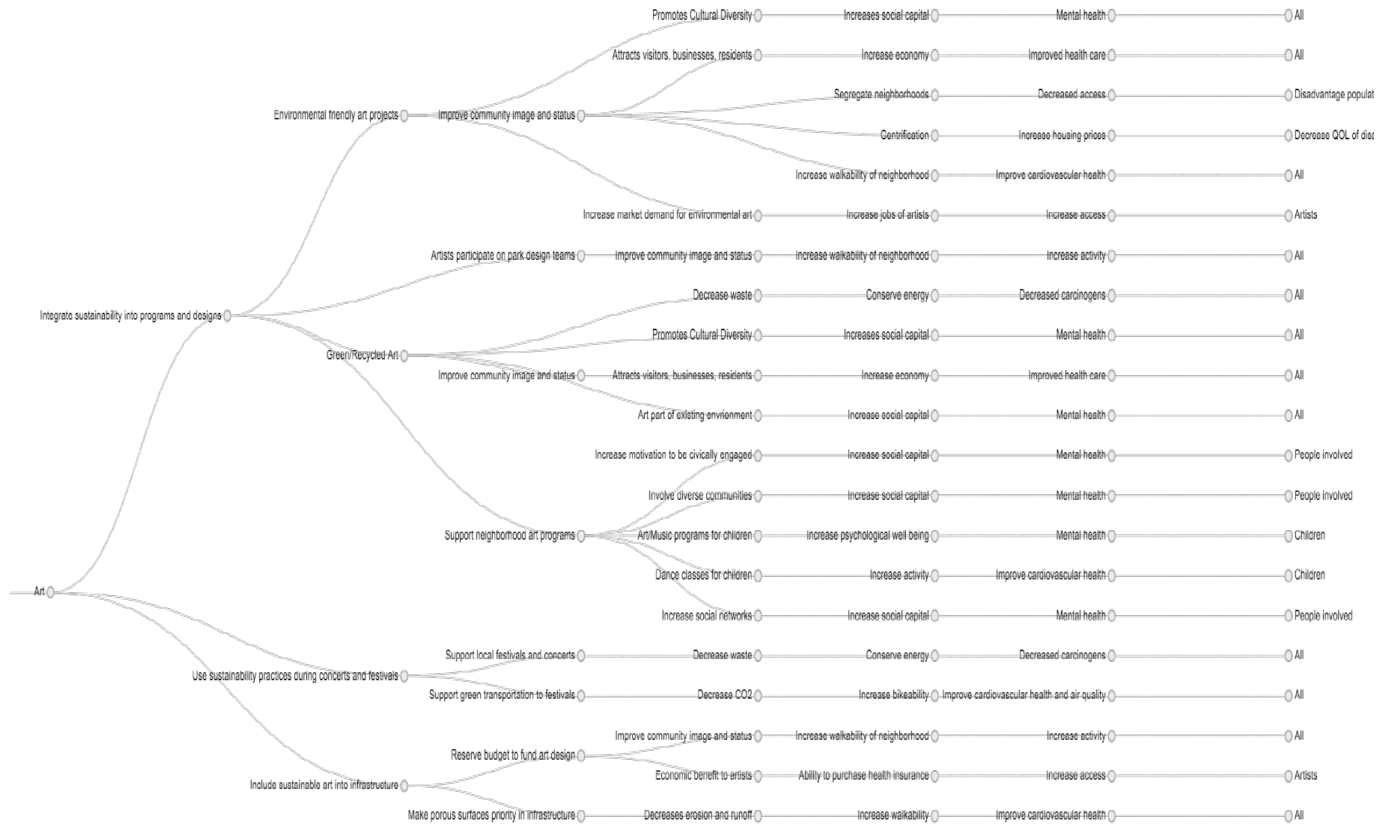 Promotes Cultural Diversity Increases social capital Mental health All
Attracts visitors, businesses, residents Increase economy Improved health care All
Segregate neighborhoods Decreased access Disadvantage populat
Environmental friendly art projects Improve community image and status
Gentrification Increase housing prices Decrease QOL of disa
Increase walkability of neighborhood Improve cardiovascular health All
Increase market demand for environmental art Increase jobs of artists Increase access Artists
Artists participate on park design teams Improve community image and status Increase walkability of neighborhood Increase activity All
Decrease waste Conserve energy Decreased carcinogens All
Integrate sustainability into programs and designs
Promotes Cultural Diversity Increases social capital Mental health All
Green/Recycled Art
Improve community image and status Attracts visitors, businesses, residents Increase economy Improved health care All
Art part of existing envrionment Increase social capital Mental health All
Increase motivation to be civically engaged Increase social capital Mental health People involved
Involve diverse communities Increase social capital Mental health People involved
Support neighborhood art programs Art/Music programs for children Increase psychological well being Mental health Children
Dance classes for children Increase activity Improve cardiovascular health Children
Art
Increase social networks Increase social capital Mental health People involved
Support local festivals and concerts Decrease waste Conserve energy Decreased carcinogens All
Use sustainability practices during concerts and festivals
Support green transportation to festivals Decrease CO2 Increase bikeability Improve cardiovascular health and air quality All
Improve community image and status Increase walkability of neighborhood Increase activity All
Reserve budget to fund art design
Economic benefit to artists Ability to purchase health insurance Increase access Artists
Include sustainable art into infrastructure
Make porous surfaces priority in infrastructure Decreases erosion and runoff Increase walkability Improve cardiovascular health All